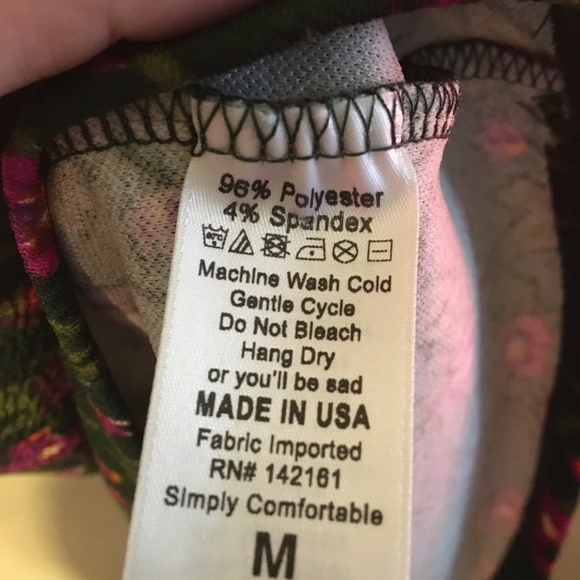 96% Polyester
4% Spandex
Machine Wash Cold
Gentle Cycle
Do Not Bleach
Hang Dry
or you'll be sad
MADE IN USA
Fabric Imported
RN# 142161
Simply Comfortable
M